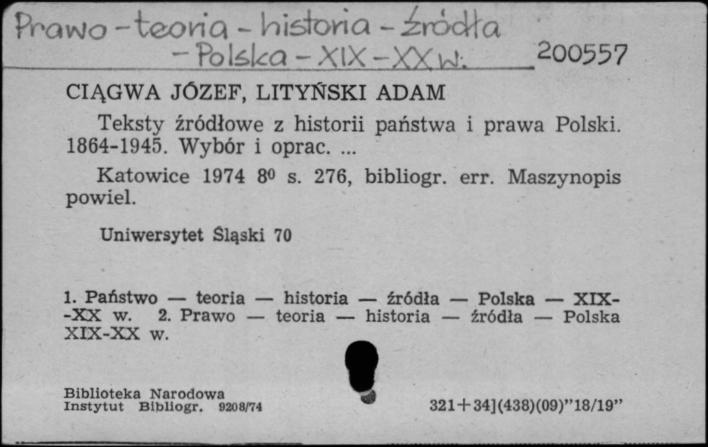 Prawo - teoria - historia - źródła
- Polska - XIX - XX w. 200557
CIĄGWA JÓZEF, LITYŃSKI ADAM
Teksty źródłowe z historii państwa i prawa Polski.
1864-1945. Wybór i oprac. ...
Katowice 1974 8⁰ s. 276, bibliogr. err. Maszynopis
powiel.
Uniwersytet Śląski 70
1. Państwo — teoria — historia — źródła — Polska — XIX-
-XX w. 2. Prawo — teoria — historia — źródła — Polska
XIX-XX w.
Biblioteka Narodowa
Instytut Bibliogr. 9208/74 321+34](438)(09)"18/19"